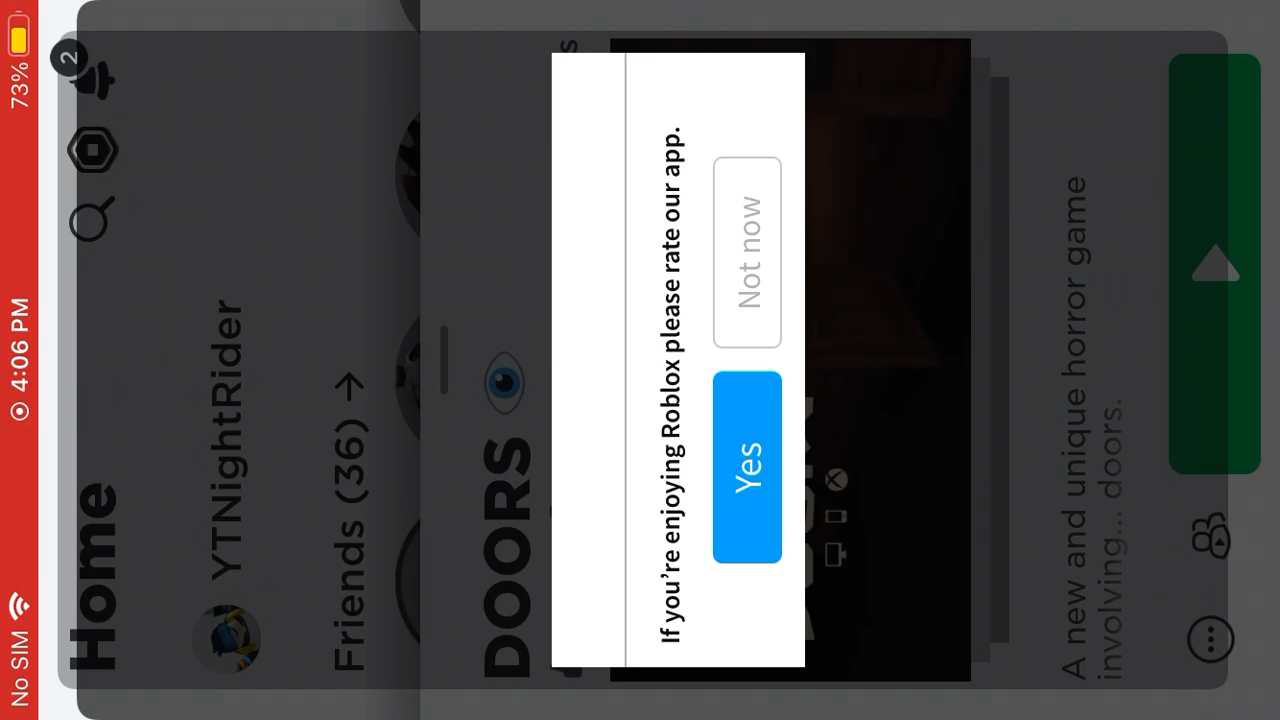 No SIM 4:06 PM 73%
Home
2
YTNightRider
Friends (36) →
DOORS 👁
If you're enjoying Roblox please rate our app.
Yes Not now
A new and unique horror game
involving... doors.